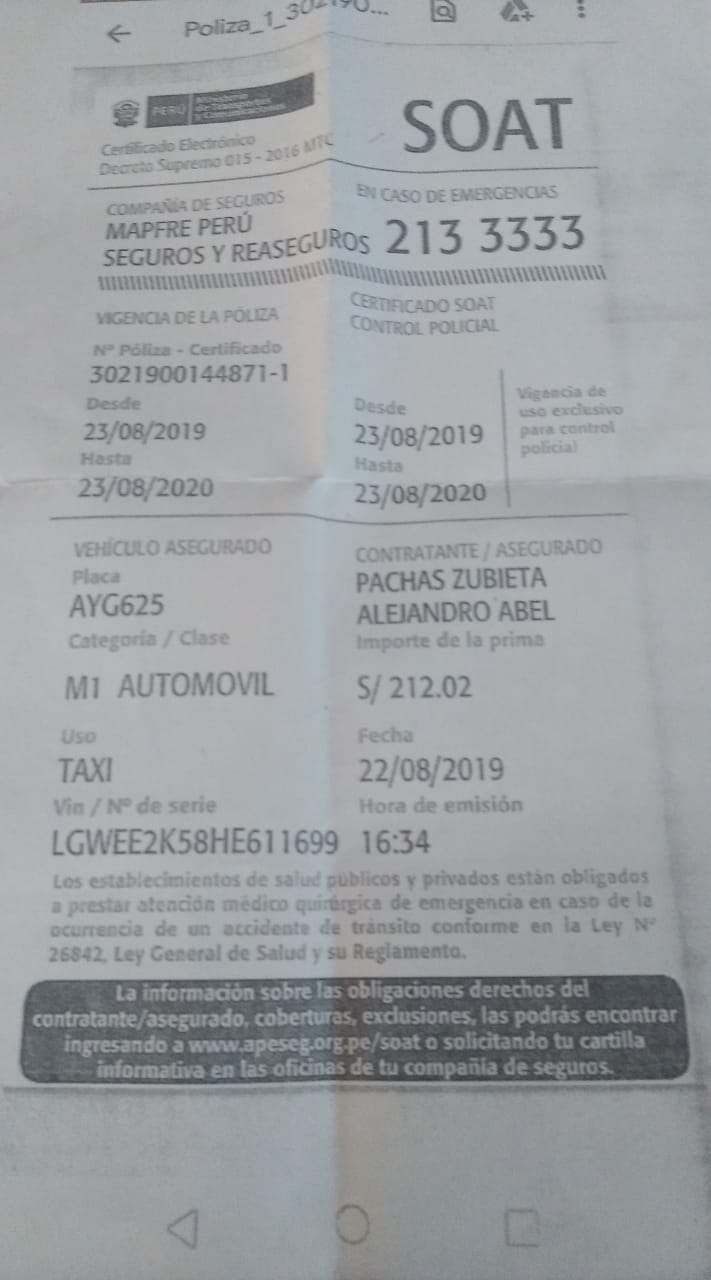 Poliza_1_302190...
PERÚ
Ministerio
de Transportes
y Comunicaciones
Certificado Electrónico
Decreto Supremo 015 - 2016 MTC
SOAT
COMPAÑÍA DE SEGUROS
MAPFRE PERÚ
SEGUROS Y REASEGUROS
EN CASO DE EMERGENCIAS
213 3333
VIGENCIA DE LA PÓLIZA
Nº Póliza - Certificado
3021900144871-1
Desde
23/08/2019
Hasta
23/08/2020
CERTIFICADO SOAT
CONTROL POLICIAL
Desde
23/08/2019
Hasta
23/08/2020
Vigencia de
uso exclusivo
para control
policial
VEHÍCULO ASEGURADO
Placa
AYG625
Categoría / Clase
M1 AUTOMOVIL
Uso
TAXI
Vin / Nº de serie
LGWEE2K58HE611699
CONTRATANTE / ASEGURADO
PACHAS ZUBIETA
ALEJANDRO ABEL
Importe de la prima
S/ 212.02
Fecha
22/08/2019
Hora de emisión
16:34
Los establecimientos de salud públicos y privados están obligados
a prestar atención médico quirúrgica de emergencia en caso de la
ocurrencia de un accidente de tránsito conforme en la Ley Nº
26842, Ley General de Salud y su Reglamento.
La información sobre las obligaciones derechos del
contratante/asegurado, coberturas, exclusiones, las podrás encontrar
ingresando a www.apeseg.org.pe/soat o solicitando tu cartilla
informativa en las oficinas de tu compañía de seguros.